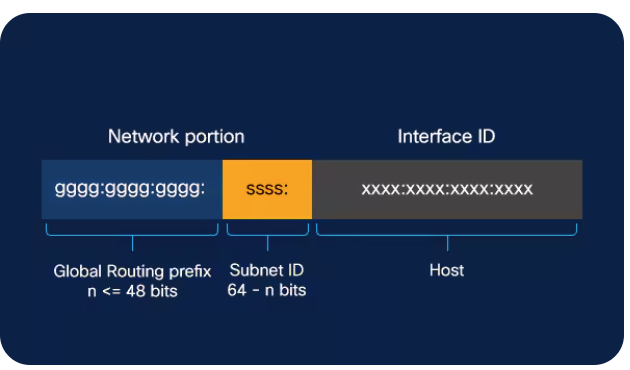 Network portion
Interface ID
gggg:gggg:gggg:
ssss:
xxxx:xxxx:xxxx:xxxx
Global Routing prefix
n <= 48 bits
Subnet ID
64 - n bits
Host